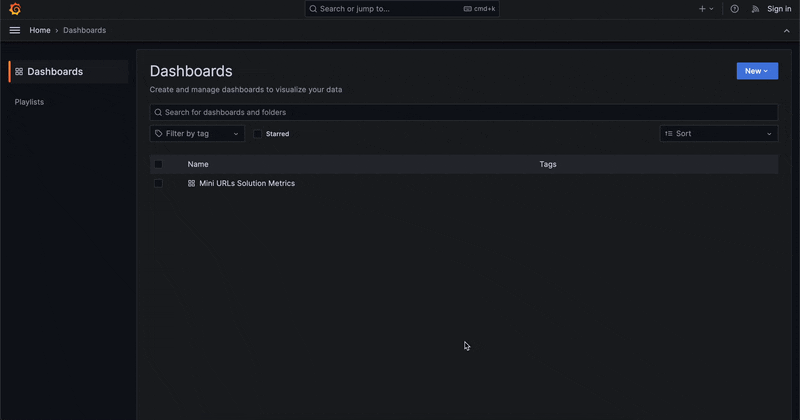 Search or jump to... cmd+k Sign in
Home › Dashboards
Dashboards
Playlists
Dashboards
New
Create and manage dashboards to visualize your data
Search for dashboards and folders
Filter by tag Starred Sort
Name Tags
Mini URLs Solution Metrics